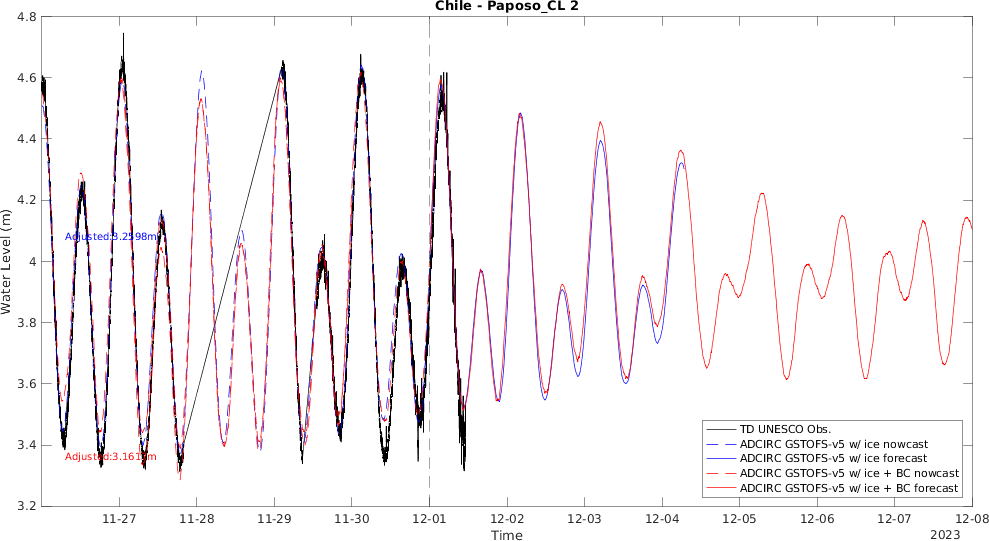 Chile - Paposo_CL 2
4.8
4.6
4.4
4.2
4
3.8
3.6
3.4
3.2
Water Level (m)
Adjusted:3.2598m
TD UNESCO Obs.
ADCIRC GSTOFS-v5 w/ ice nowcast
ADCIRC GSTOFS-v5 w/ ice forecast
ADCIRC GSTOFS-v5 w/ ice + BC nowcast
ADCIRC GSTOFS-v5 w/ ice + BC forecast
11-27
11-28
11-29
11-30
12-01
12-02
12-03
12-04
12-05
12-06
12-07
12-08
Time
2023